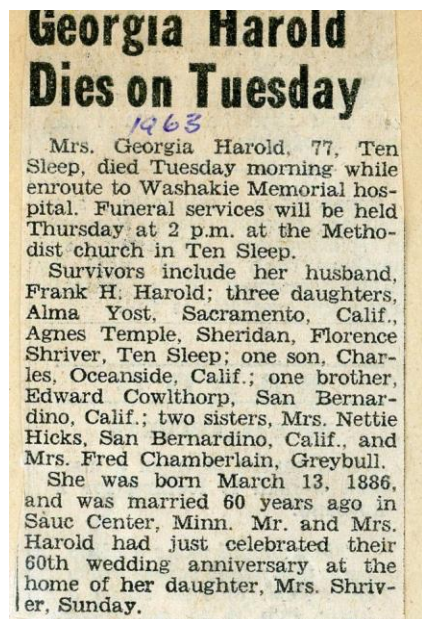 Georgia Harold
Dies on Tuesday
1963
Mrs. Georgia Harold, 77, Ten
Sleep, died Tuesday morning while
enroute to Washakie Memorial hos-
pital. Funeral services will be held
Thursday at 2 p.m. at the Metho-
dist church in Ten Sleep.
Survivors include her husband,
Frank H. Harold; three daughters,
Alma Yost, Sacramento, Calif.,
Agnes Temple, Sheridan, Florence
Shriver, Ten Sleep; one son, Char-
les, Oceanside, Calif.; one brother,
Edward Cowlthorp, San Bernar-
dino, Calif.; two sisters, Mrs. Nettie
Hicks, San Bernardino, Calif., and
Mrs. Fred Chamberlain, Greybull.
She was born March 13, 1886,
and was married 60 years ago in
Sauc Center, Minn. Mr. and Mrs.
Harold had just celebrated their
60th wedding anniversary at the
home of her daughter, Mrs. Shriv-
er, Sunday.